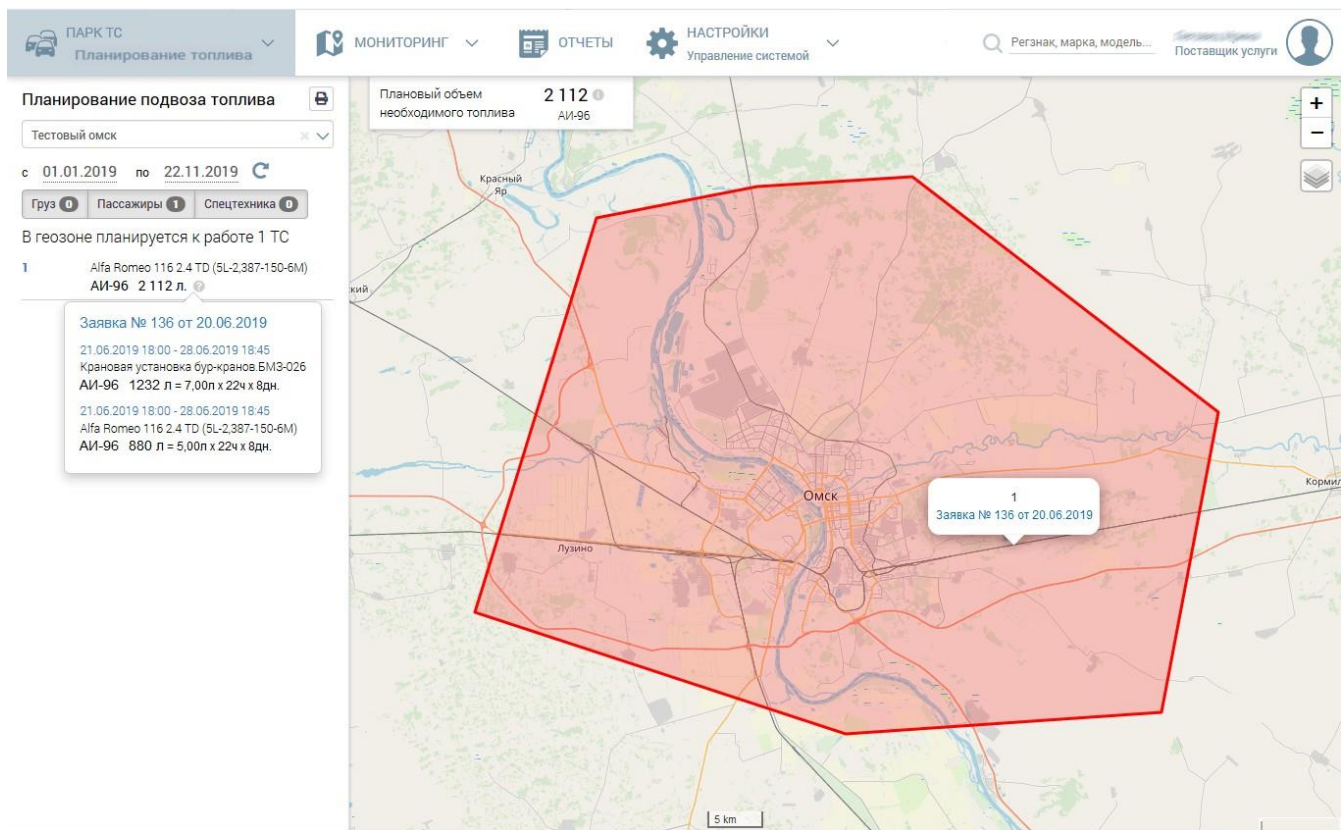 ПАРК ТС
Планирование топлива
МОНИТОРИНГ
ОТЧЕТЫ
НАСТРОЙКИ
Управление системой
Регзнак, марка, модель...
Поставщик услуги
Планирование подвоза топлива
Тестовый омск
с 01.01.2019 по 22.11.2019
Груз 0 Пассажиры 1 Спецтехника 0
В геозоне планируется к работе 1 ТС
1 Alfa Romeo 116 2.4 TD (5L-2,387-150-6M)
АИ-96 2 112 л.
Заявка № 136 от 20.06.2019
21.06.2019 18:00 - 28.06.2019 18:45
Крановая установка бур-кранов.БМЗ-026
АИ-96 1232 л = 7,00л х 22ч х 8дн.
21.06.2019 18:00 - 28.06.2019 18:45
Alfa Romeo 116 2.4 TD (5L-2,387-150-6M)
АИ-96 880 л = 5,00л х 22ч х 8дн.
Плановый объем
необходимого топлива
2 112
АИ-96
+
−
Красный
Яр
кий
Омск
Кормил
1
Заявка № 136 от 20.06.2019
Лузино
5 km